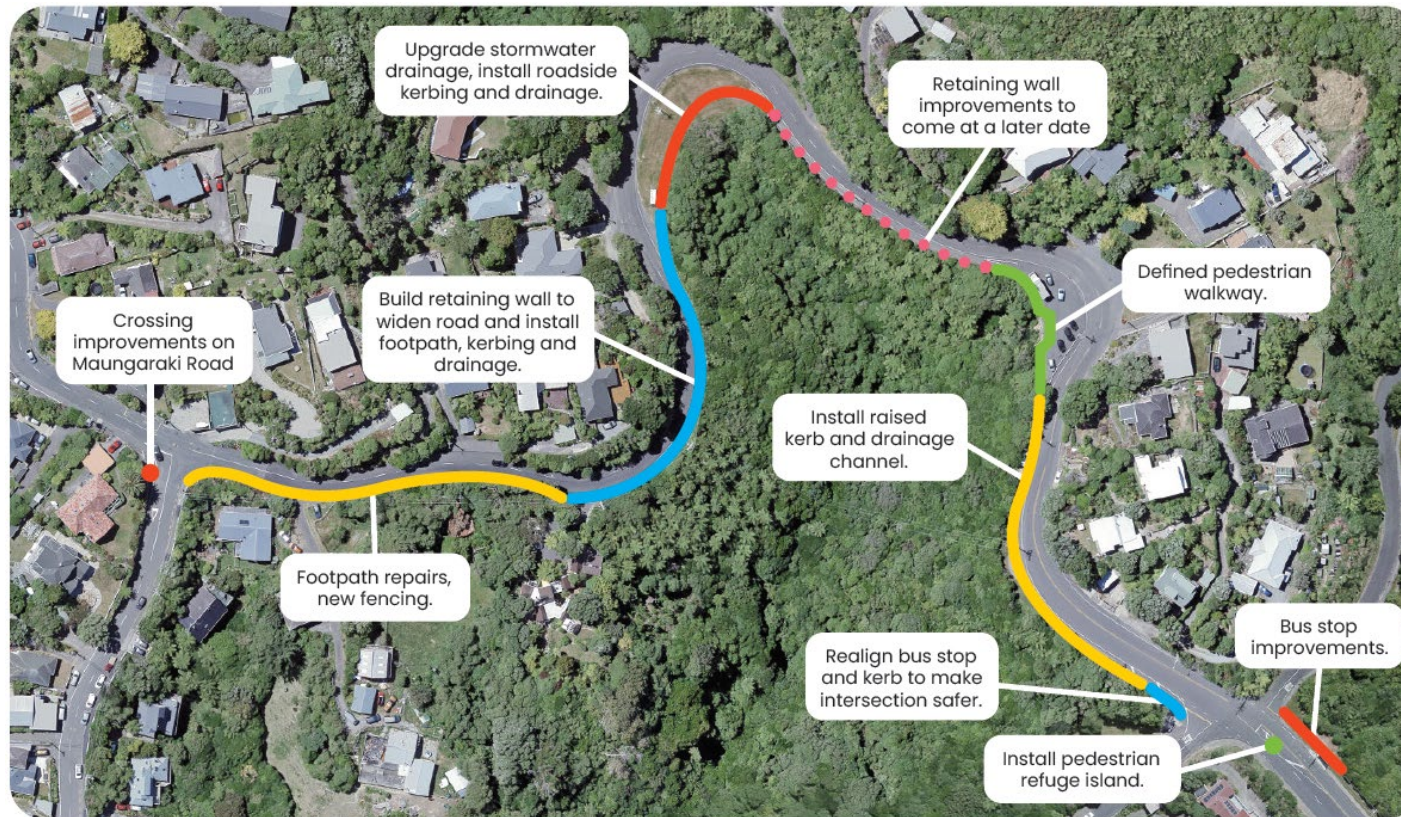 Upgrade stormwater
drainage, install roadside
kerbing and drainage.
Retaining wall
improvements to
come at a later date
Defined pedestrian
walkway.
Build retaining wall to
widen road and install
footpath, kerbing and
drainage.
Crossing
improvements on
Maungaraki Road
Install raised
kerb and drainage
channel.
Footpath repairs,
new fencing.
Bus stop
improvements.
Realign bus stop
and kerb to make
intersection safer.
Install pedestrian
refuge island.